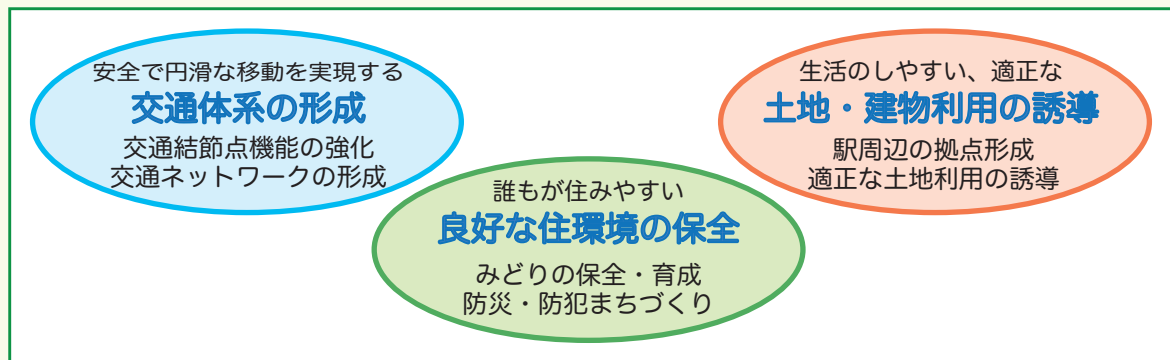 安全で円滑な移動を実現する
交通体系の形成
交通結節点機能の強化
交通ネットワークの形成
生活のしやすい、適正な
土地・建物利用の誘導
駅周辺の拠点形成
適正な土地利用の誘導
誰もが住みやすい
良好な住環境の保全
みどりの保全・育成
防災・防犯まちづくり